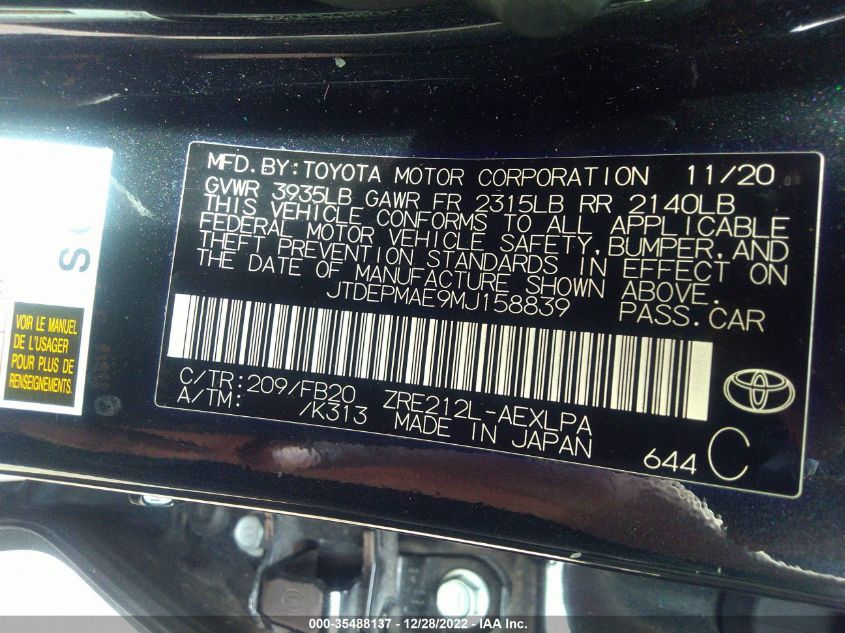 MFD.BY:TOYOTA MOTOR CORPORATION 11/20
GVWR 3935LB GAWR FR 2315LB RR 2140LB
THIS VEHICLE CONFORMS TO ALL APPLICABLE
FEDERAL MOTOR VEHICLE SAFETY,BUMPER,AND
THEFT PREVENTION STANDARDS IN EFFECT ON
THE DATE OF MANUFACTURE SHOWN ABOVE.
JTDEPMAE9MJ158839 PASS.CAR
C/TR:209/FB20 ZRE212L-AEXLPA
A/TM: /K313 MADE IN JAPAN
644 C
VOIR LE MANUEL
DE L'USAGER
POUR PLUS DE
RENSEIGNEMENTS.
000-35488137 - 12/28/2022 - IAA Inc.